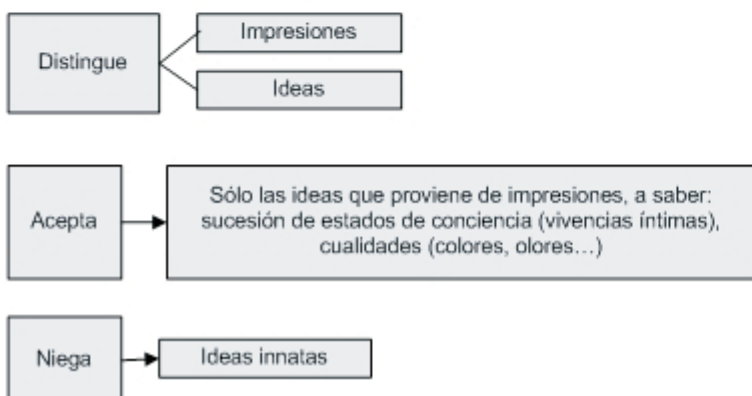 Distingue
Impresiones
Ideas
Acepta
Sólo las ideas que proviene de impresiones, a saber:
sucesión de estados de conciencia (vivencias íntimas),
cualidades (colores, olores...)
Niega
Ideas innatas